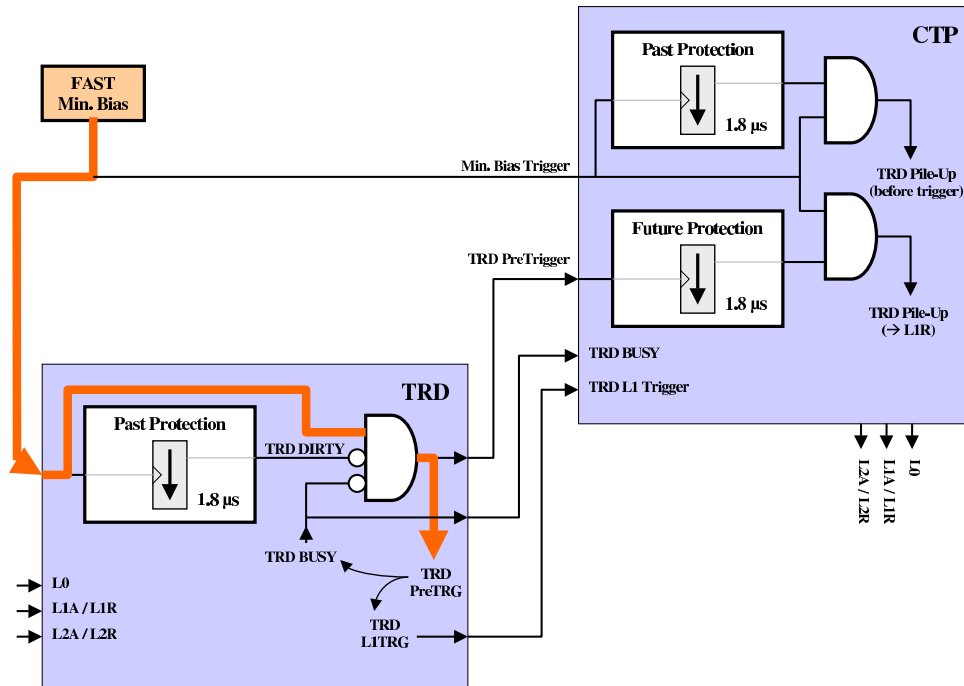 CTP
Past Protection
1.8 µs
FAST
Min. Bias
Min. Bias Trigger
TRD Pile-Up
(before trigger)
Future Protection
1.8 µs
TRD PreTrigger
TRD Pile-Up
(→ L1R)
TRD BUSY
TRD L1 Trigger
TRD
Past Protection
1.8 µs
TRD DIRTY
L2A / L2R
L1A / L1R
L0
TRD BUSY
TRD
PreTRG
L0
L1A / L1R
L2A / L2R
TRD
L1TRG